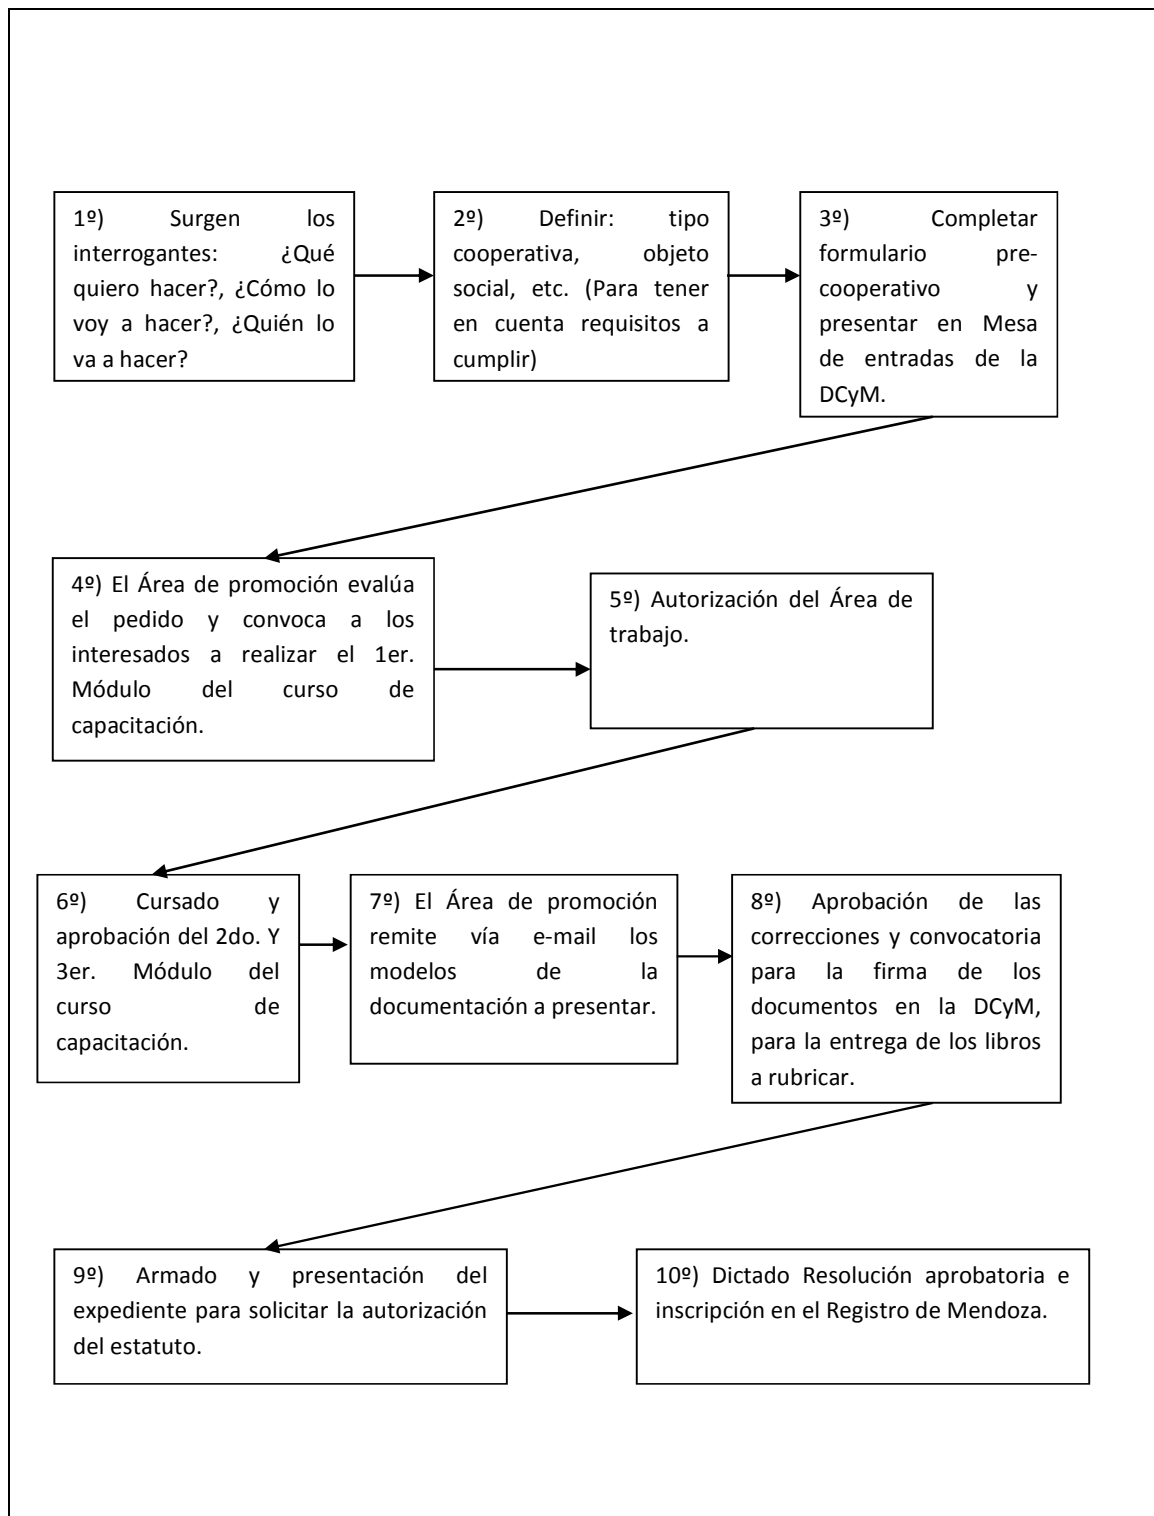 1º) Surgen los
interrogantes: ¿Qué
quiero hacer?, ¿Cómo lo
voy a hacer?, ¿Quién lo
va a hacer?
2º) Definir: tipo
cooperativa, objeto
social, etc. (Para tener
en cuenta requisitos a
cumplir)
3º) Completar
formulario pre-
cooperativo y
presentar en Mesa
de entradas de la
DCyM.
4º) El Área de promoción evalúa
el pedido y convoca a los
interesados a realizar el 1er.
Módulo del curso de
capacitación.
5º) Autorización del Área de
trabajo.
6º) Cursado y
aprobación del 2do. Y
3er. Módulo del
curso de
capacitación.
7º) El Área de promoción
remite vía e-mail los
modelos de la
documentación a presentar.
8º) Aprobación de las
correcciones y convocatoria
para la firma de los
documentos en la DCyM,
para la entrega de los libros
a rubricar.
9º) Armado y presentación del
expediente para solicitar la autorización
del estatuto.
10º) Dictado Resolución aprobatoria e
inscripción en el Registro de Mendoza.